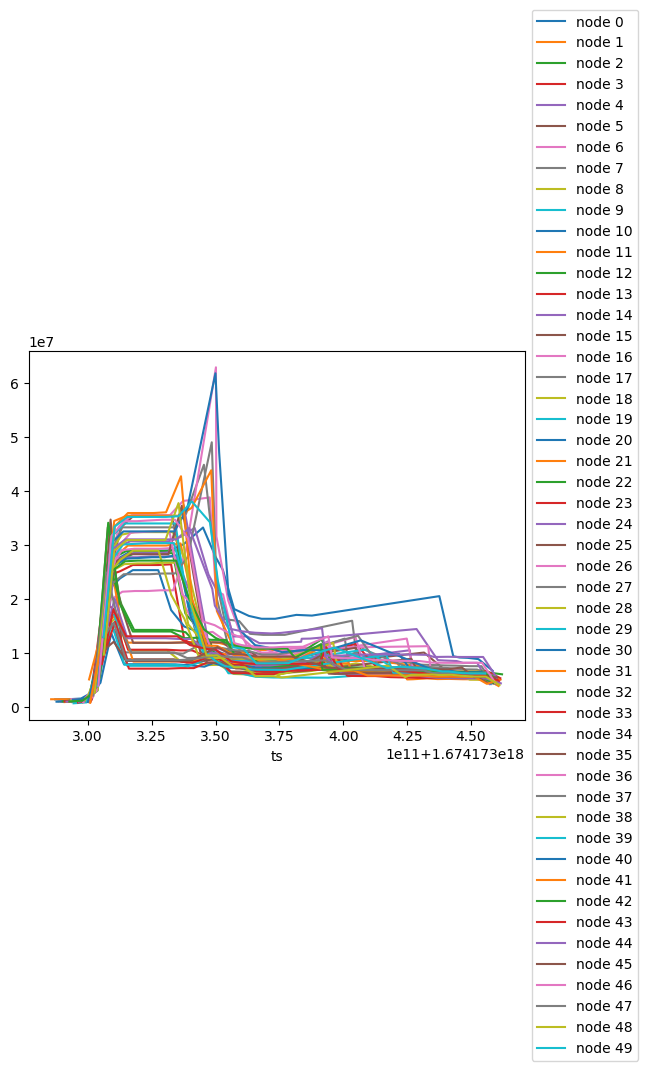 1e7
6
5
4
3
2
1
0
3.00 3.25 3.50 3.75 4.00 4.25 4.50
ts
1e11+1.674173e18
node 0
node 1
node 2
node 3
node 4
node 5
node 6
node 7
node 8
node 9
node 10
node 11
node 12
node 13
node 14
node 15
node 16
node 17
node 18
node 19
node 20
node 21
node 22
node 23
node 24
node 25
node 26
node 27
node 28
node 29
node 30
node 31
node 32
node 33
node 34
node 35
node 36
node 37
node 38
node 39
node 40
node 41
node 42
node 43
node 44
node 45
node 46
node 47
node 48
node 49